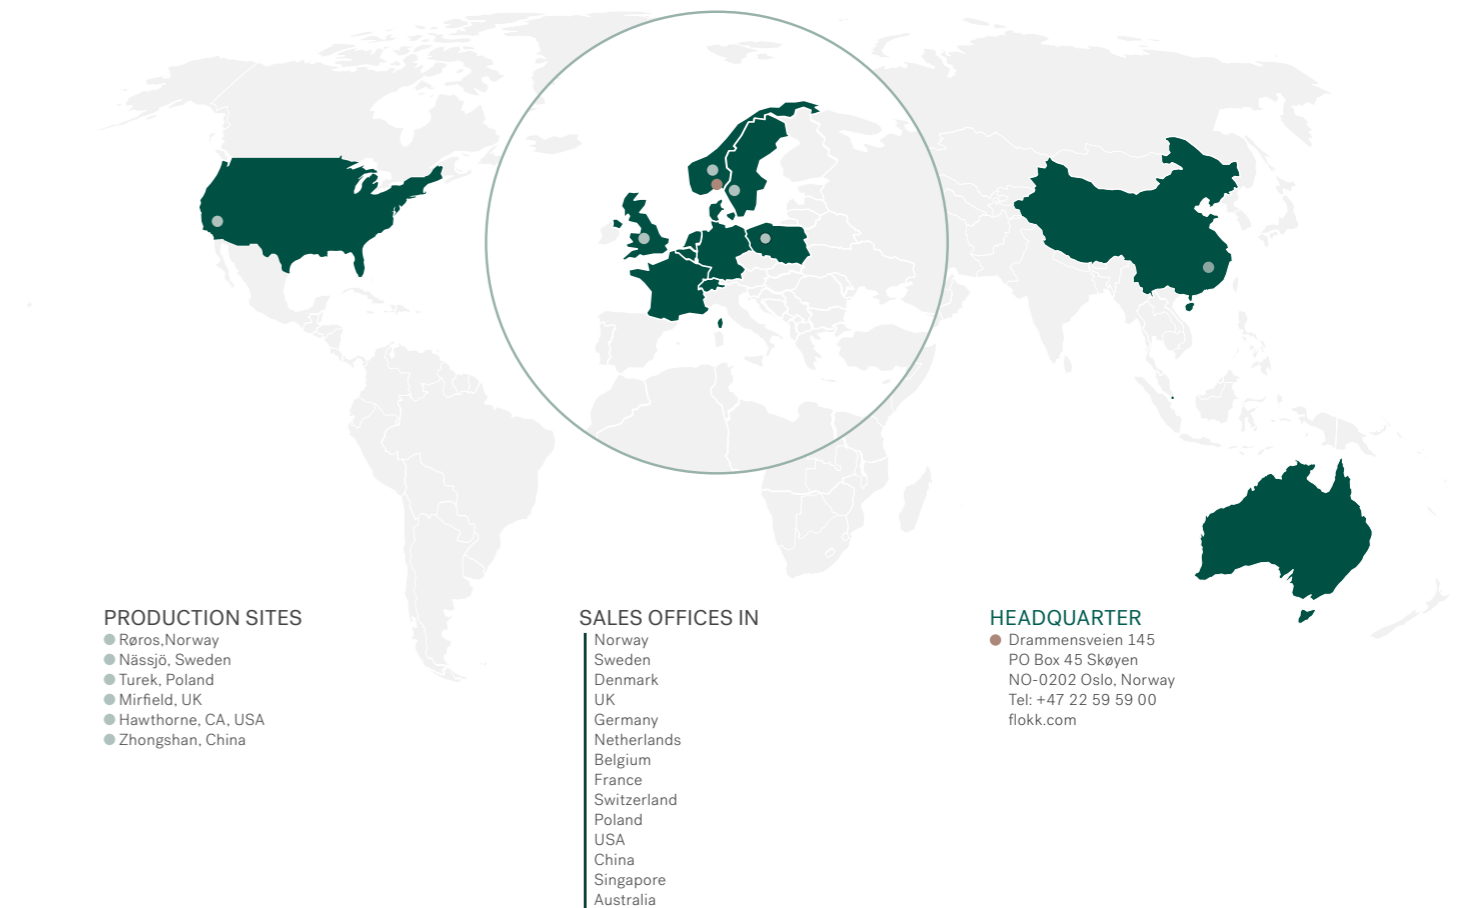 PRODUCTION SITES
Røros,Norway
Nässjö, Sweden
Turek, Poland
Mirfield, UK
Hawthorne, CA, USA
Zhongshan, China
SALES OFFICES IN
Norway
Sweden
Denmark
UK
Germany
Netherlands
Belgium
France
Switzerland
Poland
USA
China
Singapore
Australia
HEADQUARTER
Drammensveien 145
PO Box 45 Skøyen
NO-0202 Oslo, Norway
Tel: +47 22 59 59 00
flokk.com